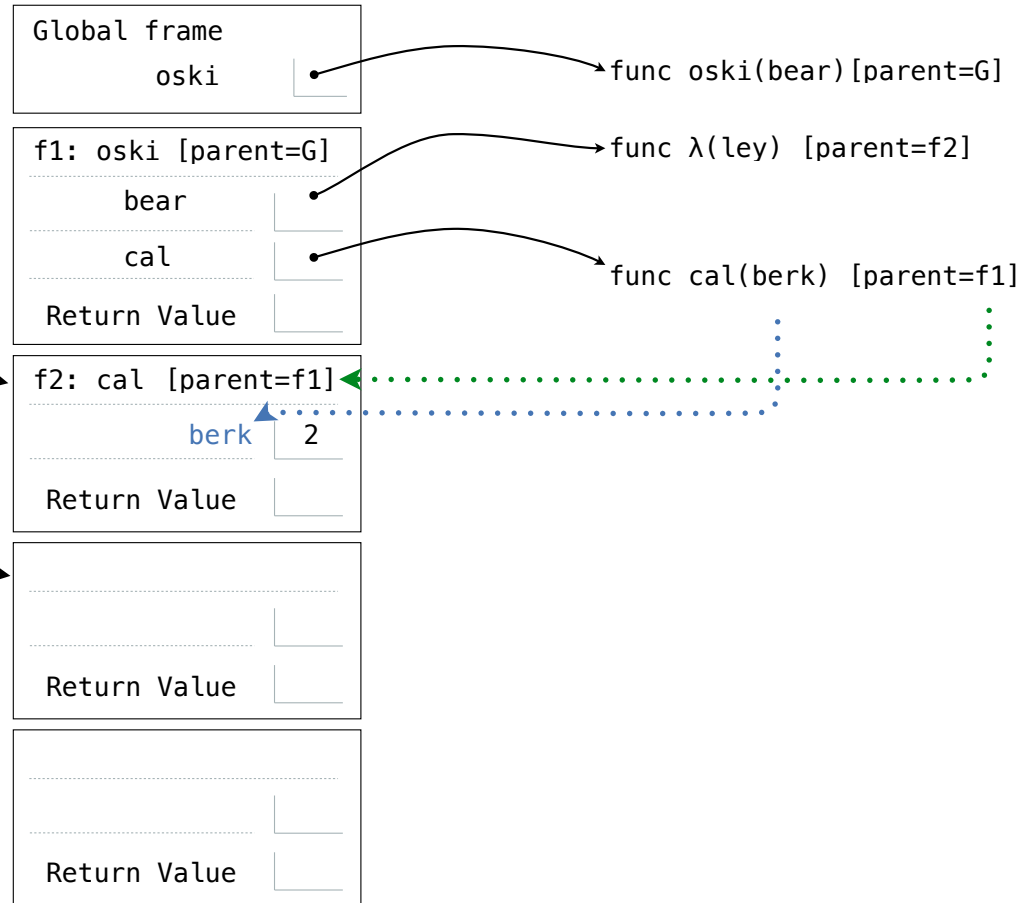 Global frame
oski
func oski(bear)[parent=G]
f1: oski [parent=G]
func λ(ley) [parent=f2]
bear
cal
func cal(berk) [parent=f1]
Return Value
f2: cal [parent=f1]
berk 2
Return Value
Return Value
Return Value